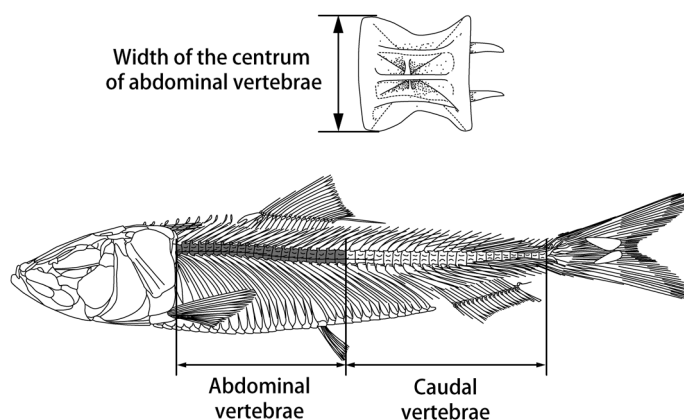 Width of the centrum
of abdominal vertebrae
Abdominal
vertebrae
Caudal
vertebrae